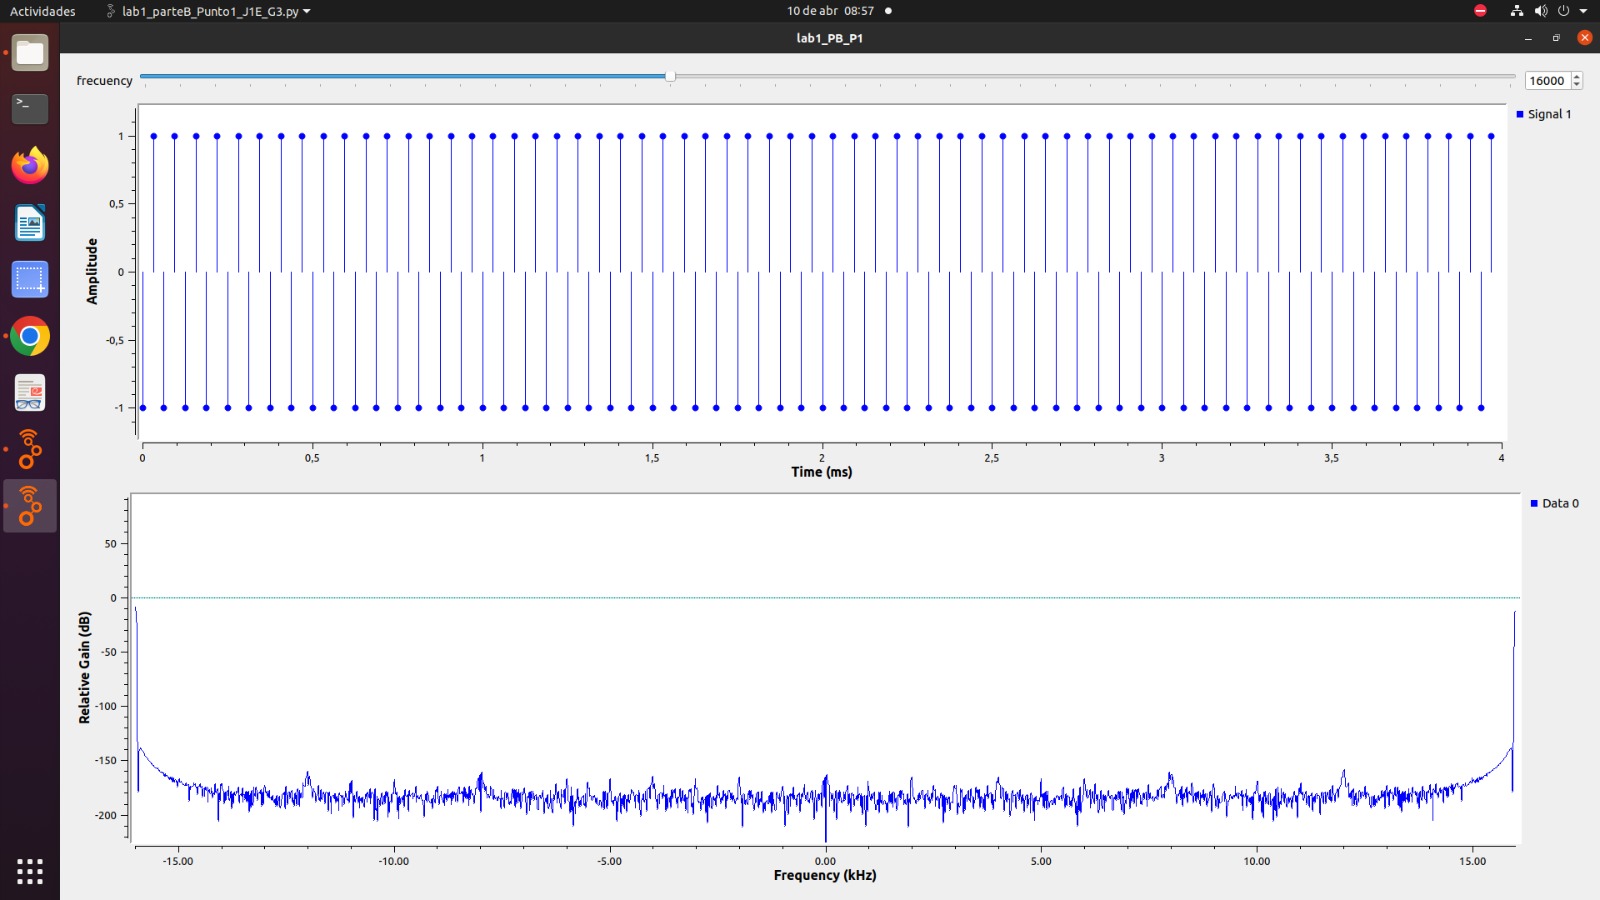 Actividades
lab1_parteB_Punto1_J1E_G3.py
10 de abr 08:57
lab1_PB_P1
frecuency
16000
Signal 1
1
0,5
0
-0,5
-1
Amplitude
0 0,5 1 1,5 2 2,5 3 3,5 4
Time (ms)
Data 0
50
0
-50
-100
-150
-200
Relative Gain (dB)
-15.00 -10.00 -5.00 0.00 5.00 10.00 15.00
Frequency (kHz)